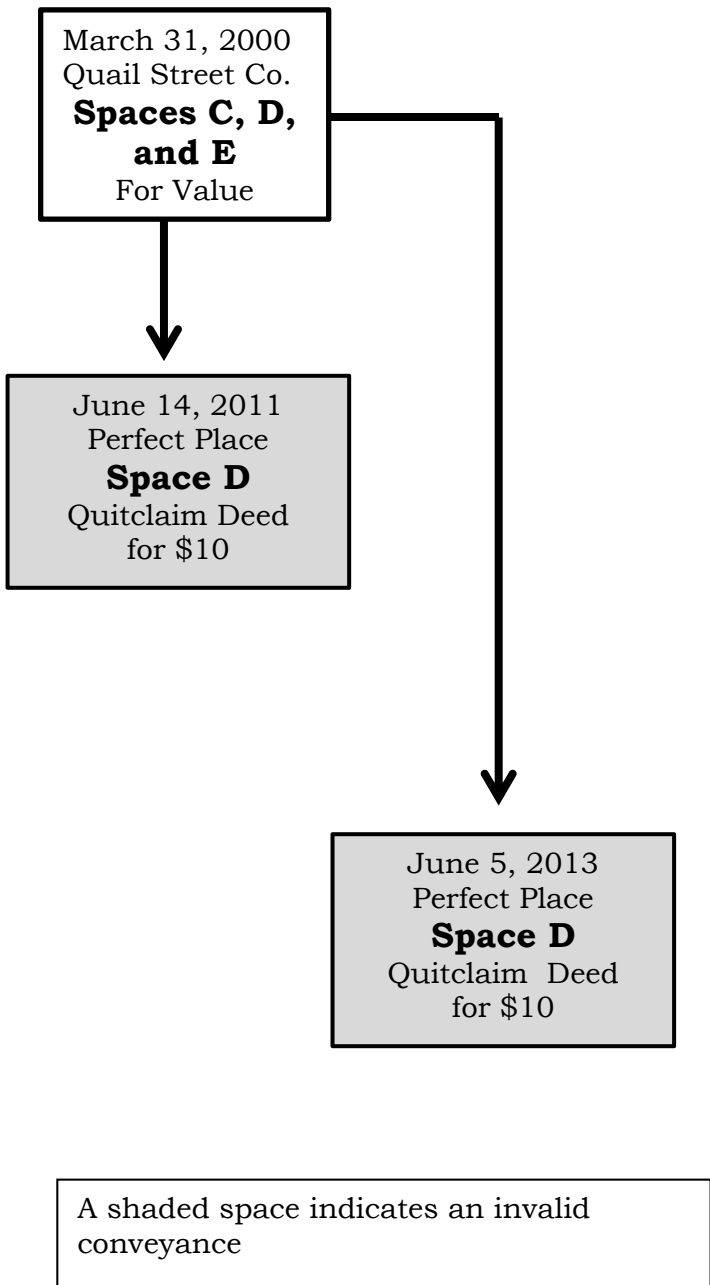 March 31, 2000
Quail Street Co.
Spaces C, D,
and E
For Value
June 14, 2011
Perfect Place
Space D
Quitclaim Deed
for $10
June 5, 2013
Perfect Place
Space D
Quitclaim Deed
for $10
A shaded space indicates an invalid
conveyance